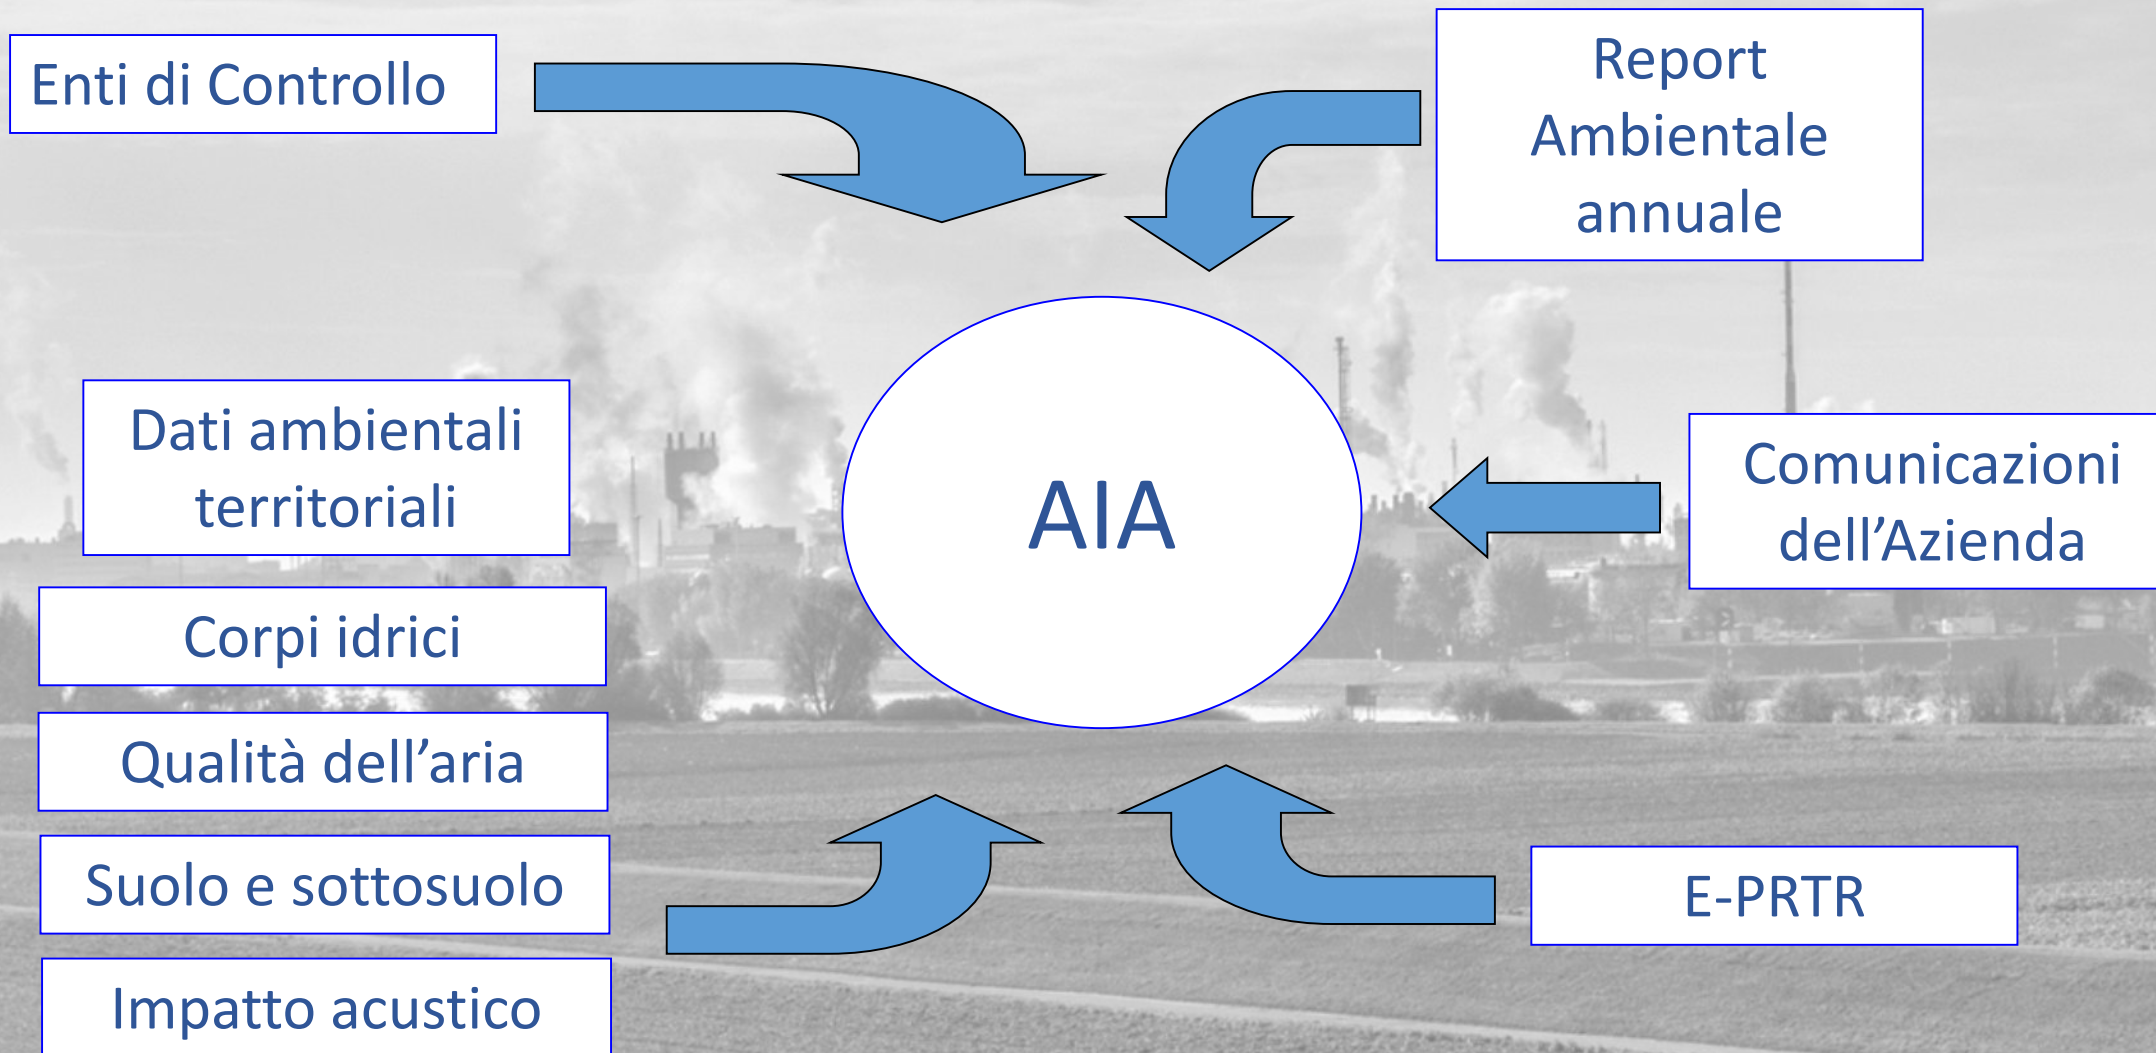 Enti di Controllo
Report
Ambientale
annuale
Dati ambientali
territoriali
AIA
Comunicazioni
dell’Azienda
Corpi idrici
Qualità dell’aria
Suolo e sottosuolo
E-PRTR
Impatto acustico